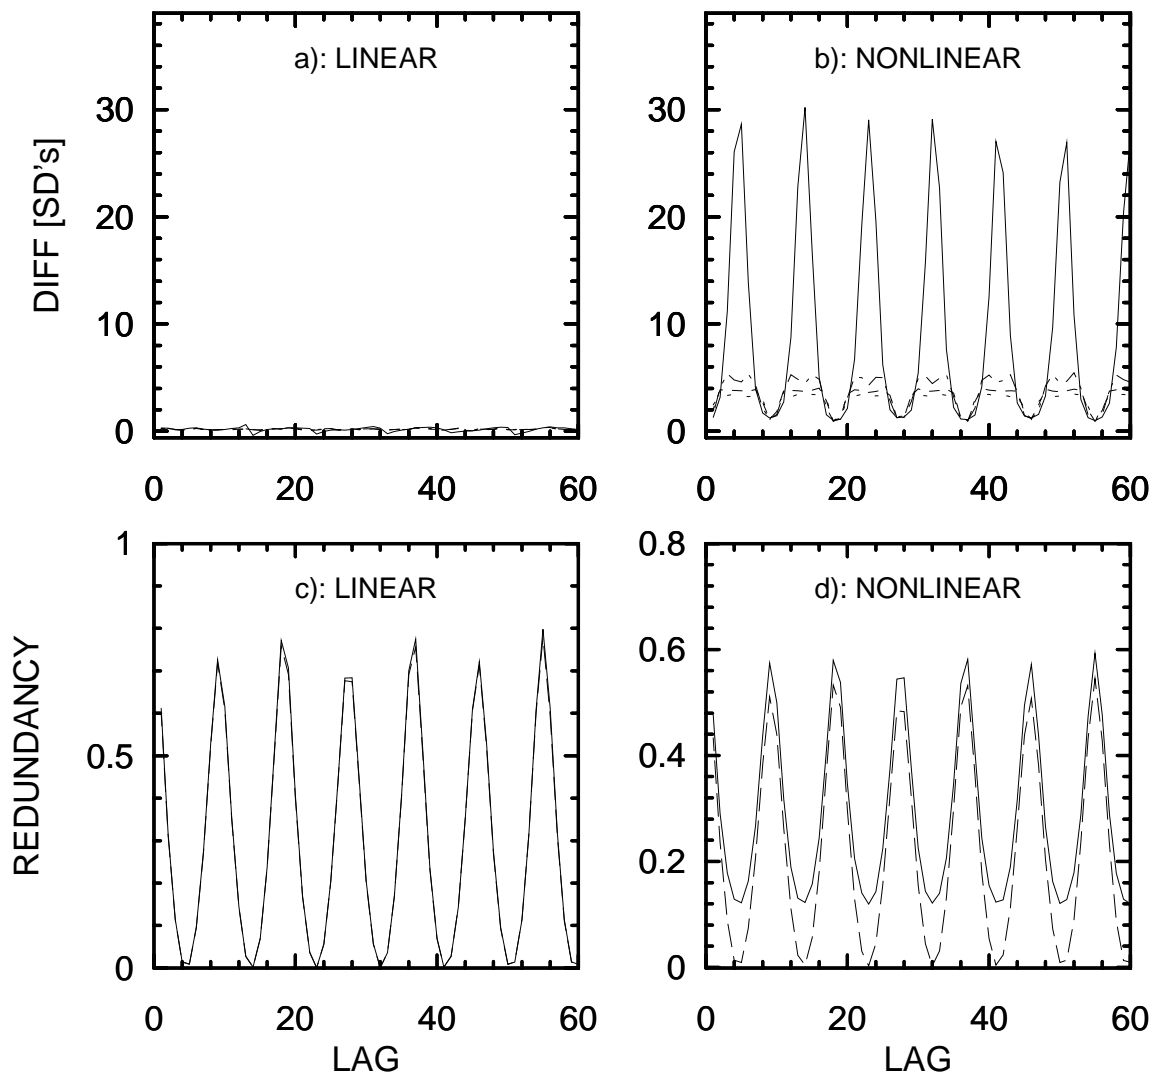 a): LINEAR
b): NONLINEAR
DIFF [SD's]
30
20
10
0
30
20
10
0
0 20 40 60
0 20 40 60
c): LINEAR
d): NONLINEAR
REDUNDANCY
1
0.5
0
0.8
0.6
0.4
0.2
0
0 20 40 60
0 20 40 60
LAG
LAG